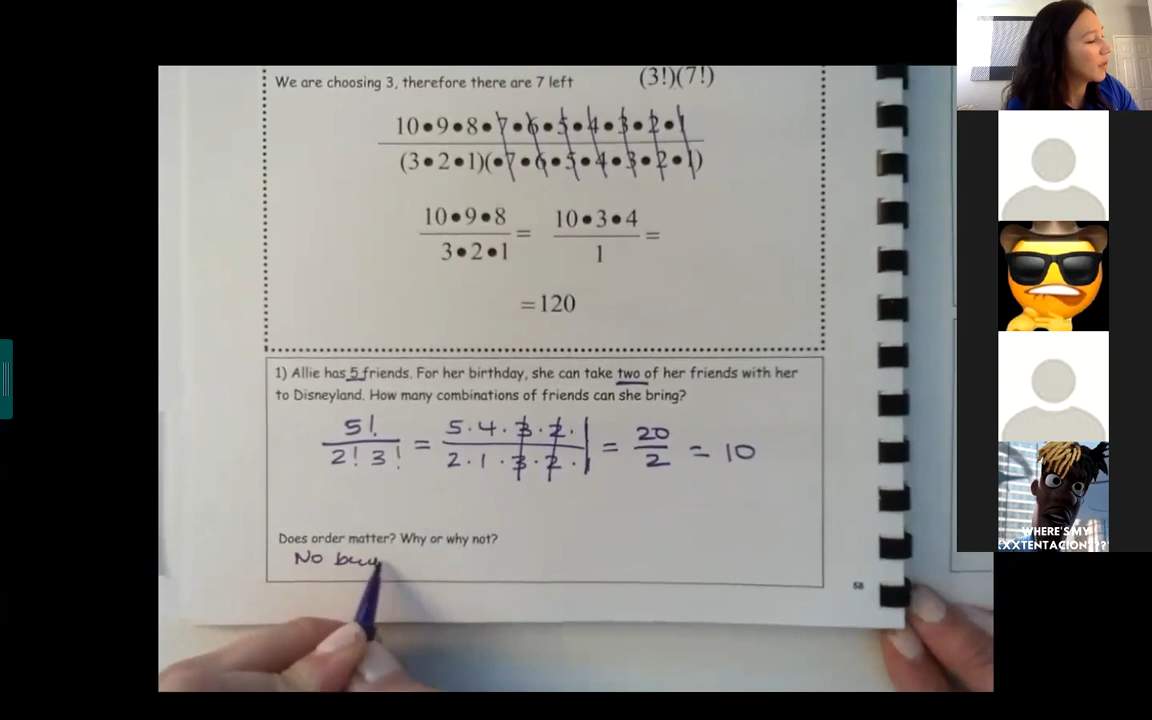 We are choosing 3, therefore there are 7 left (3!)(7!)
10•9•8•7•6•5•4•3•2•1
(3•2•1)(•7•6•5•4•3•2•1)
10•9•8 = 10•3•4 =
3•2•1 1
=120
1) Allie has 5 friends. For her birthday, she can take two of her friends with her
to Disneyland. How many combinations of friends can she bring?
5! = 5·4·3·2·1 = 20 = 10
2! 3! 2·1·3·2·1 2
Does order matter? Why or why not?
No
58
WHERE'S MY
XXTENTACION???